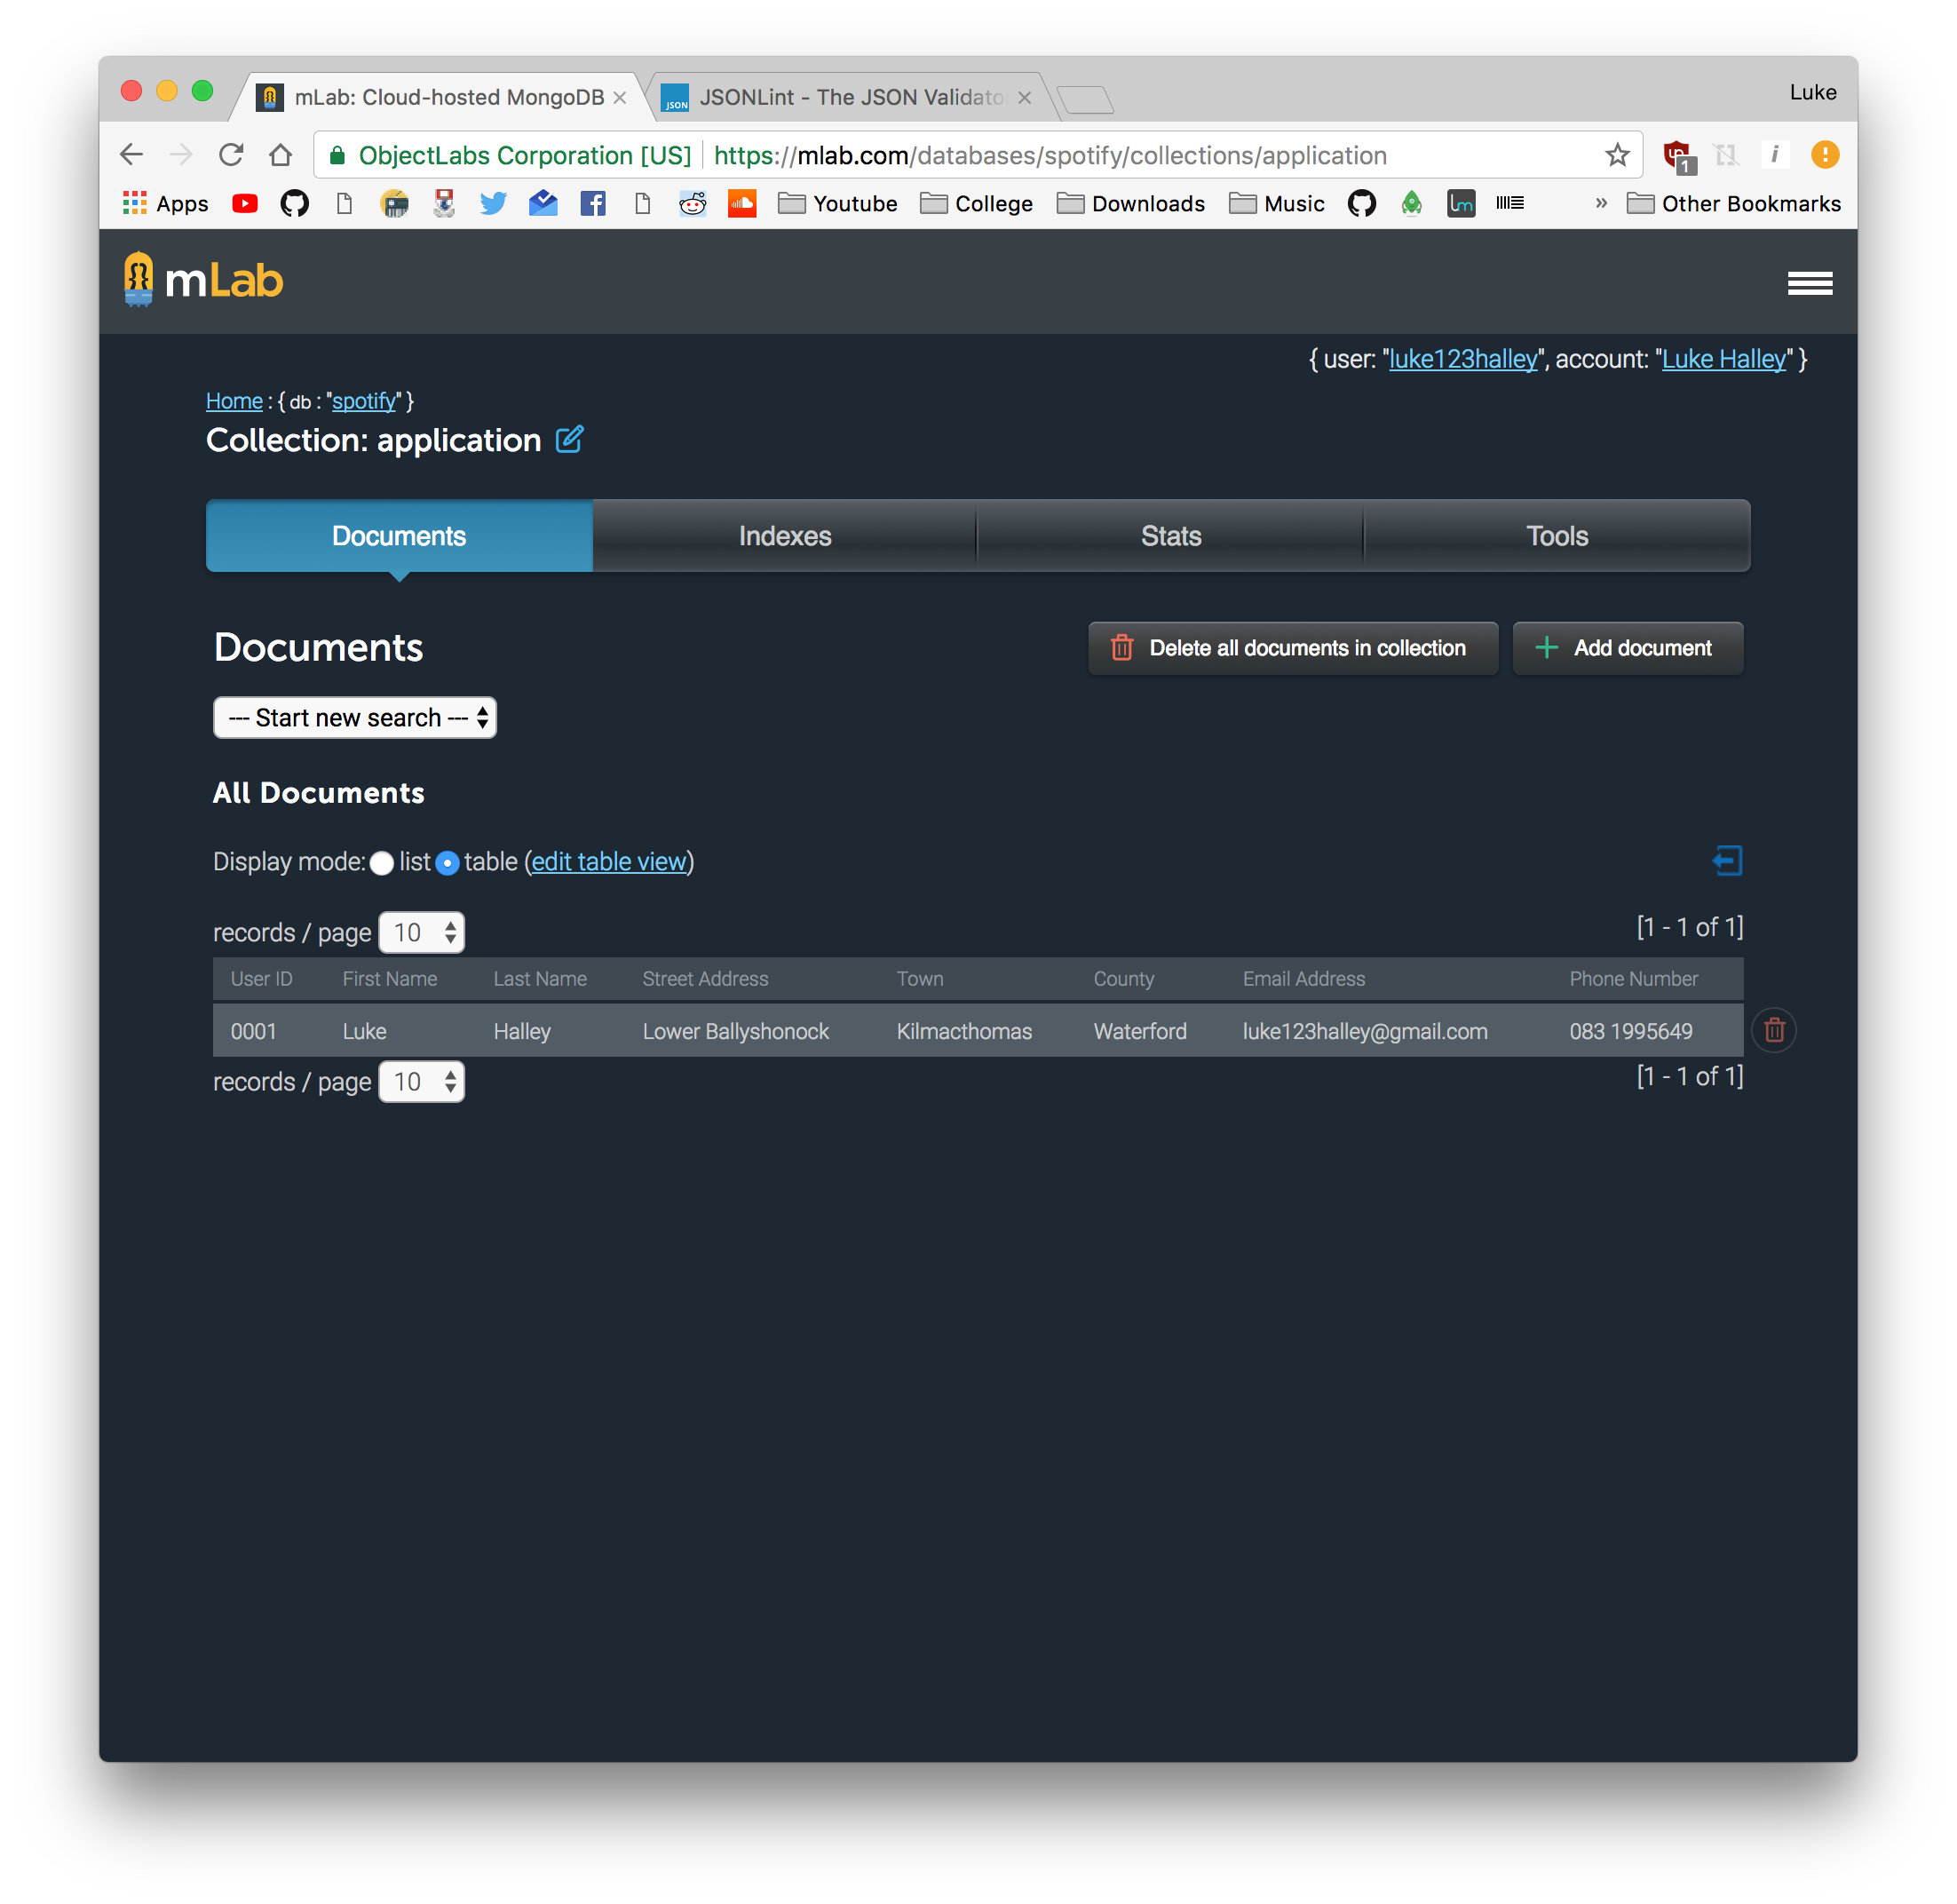 mLab: Cloud-hosted MongoDB
JSONLint - The JSON Validato
Luke
ObjectLabs Corporation [US]
https://mlab.com/databases/spotify/collections/application
1
Apps
Youtube
College
Downloads
Music
»
Other Bookmarks
mLab
{ user: "luke123halley", account: "Luke Halley" }
Home : { db : "spotify" }
Collection: application
Documents Indexes Stats Tools
Documents
Delete all documents in collection
Add document
--- Start new search ---
All Documents
Display mode: list table (edit table view)
records / page 10
[1 - 1 of 1]
User ID First Name Last Name Street Address Town County Email Address Phone Number
0001 Luke Halley Lower Ballyshonock Kilmacthomas Waterford luke123halley@gmail.com 083 1995649
records / page 10
[1 - 1 of 1]